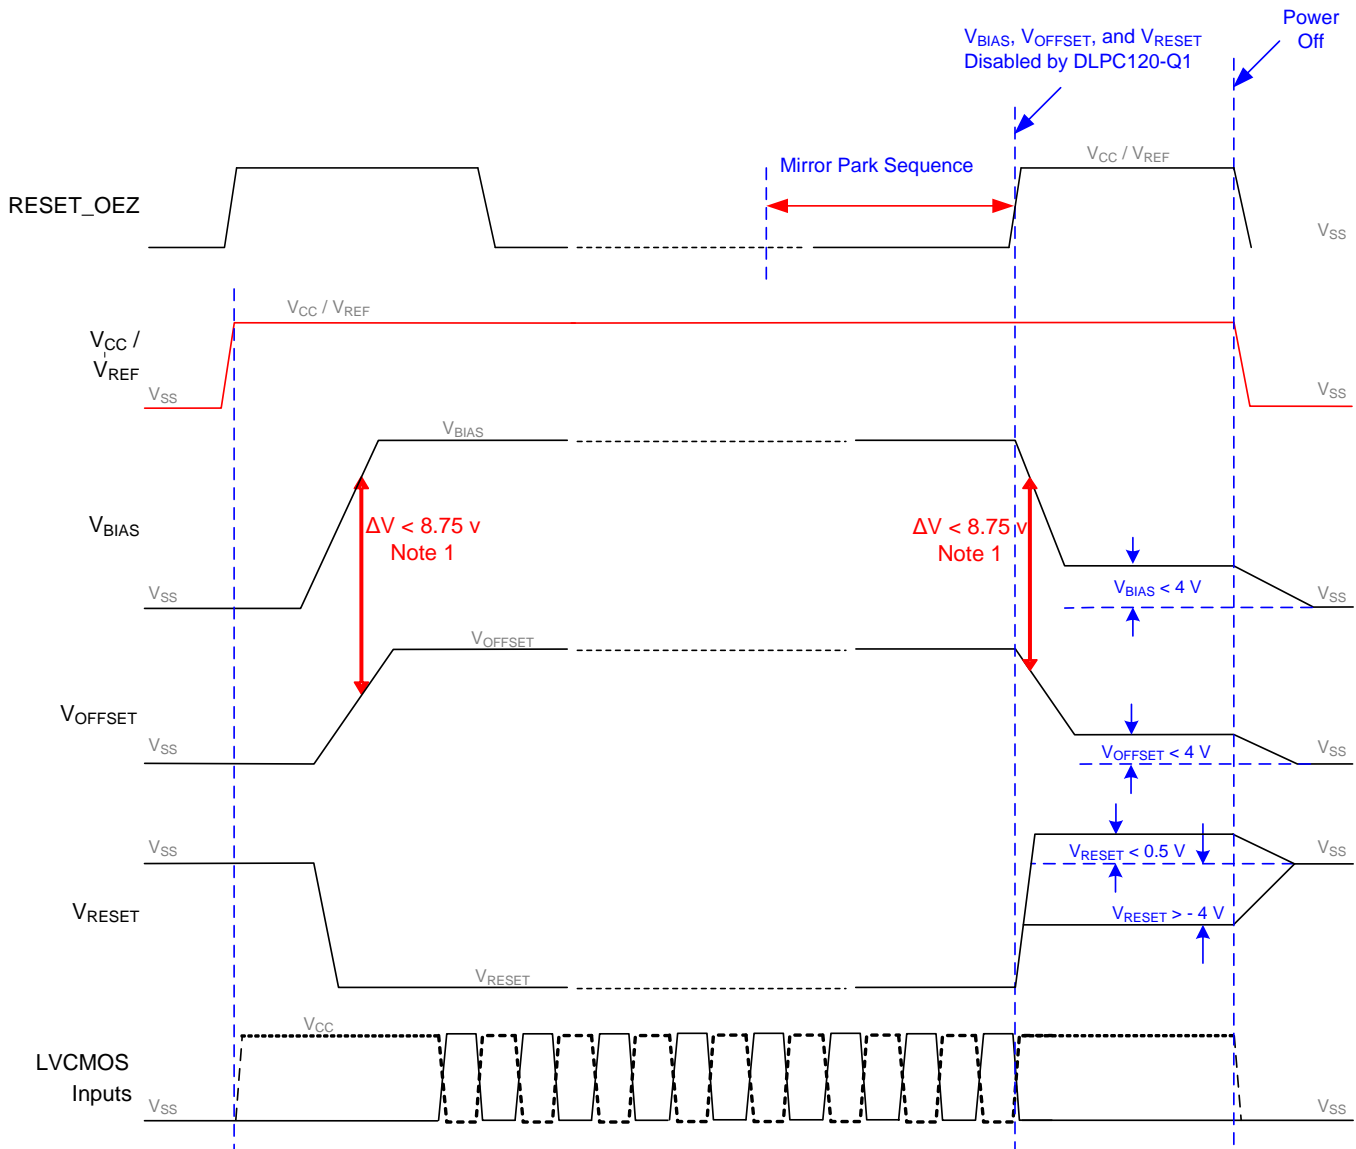 Power
Off
VBIAS, VOFFSET, and VRESET
Disabled by DLPC120-Q1
VCC / VREF
Mirror Park Sequence
RESET_OEZ
VSS
VCC / VREF
VCC /
VREF
VSS
VSS
VBIAS
ΔV < 8.75 v
Note 1
ΔV < 8.75 v
Note 1
VBIAS
VSS
VBIAS < 4 V
VSS
VOFFSET
VOFFSET
VSS
VOFFSET < 4 V
VSS
VSS
VRESET < 0.5 V
VSS
VRESET
VRESET > - 4 V
VRESET
VCC
LVCMOS
Inputs
VSS
VSS